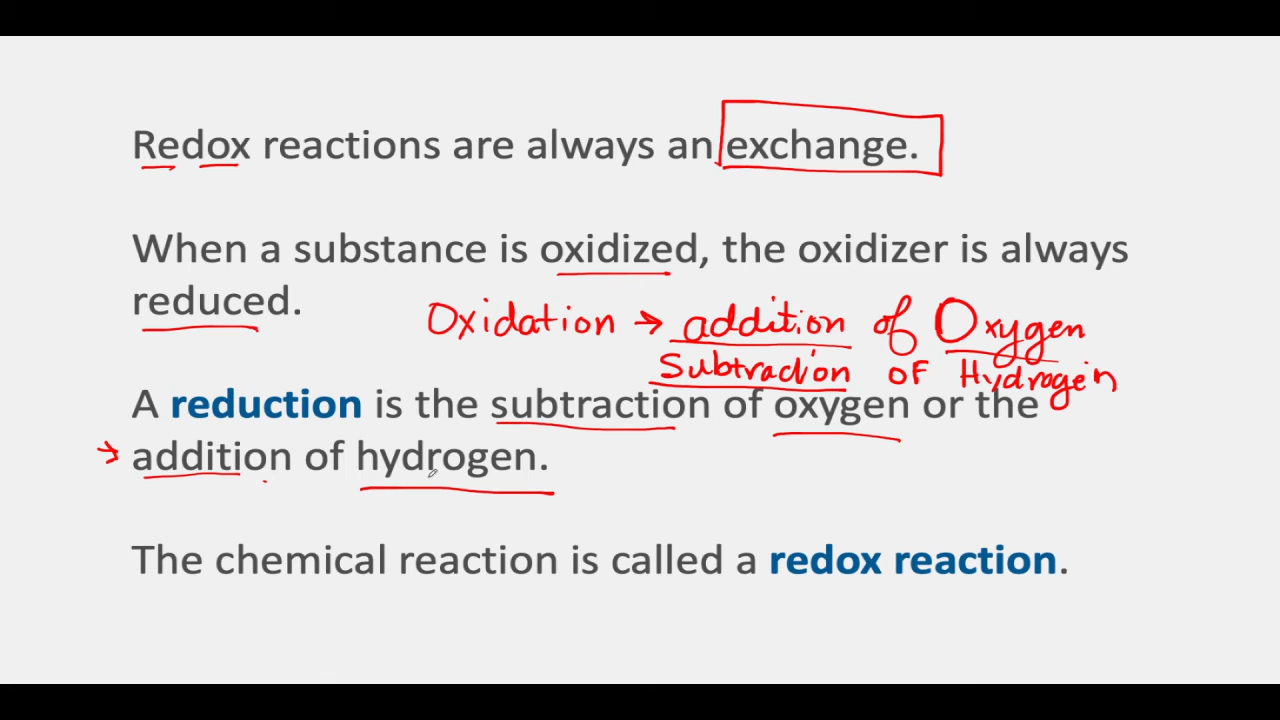 Redox reactions are always an exchange.
When a substance is oxidized, the oxidizer is always
reduced.
Oxidation → addition of Oxygen
Subtraction of Hydrogen
A reduction is the subtraction of oxygen or the
→ addition of hydrogen.
The chemical reaction is called a redox reaction.